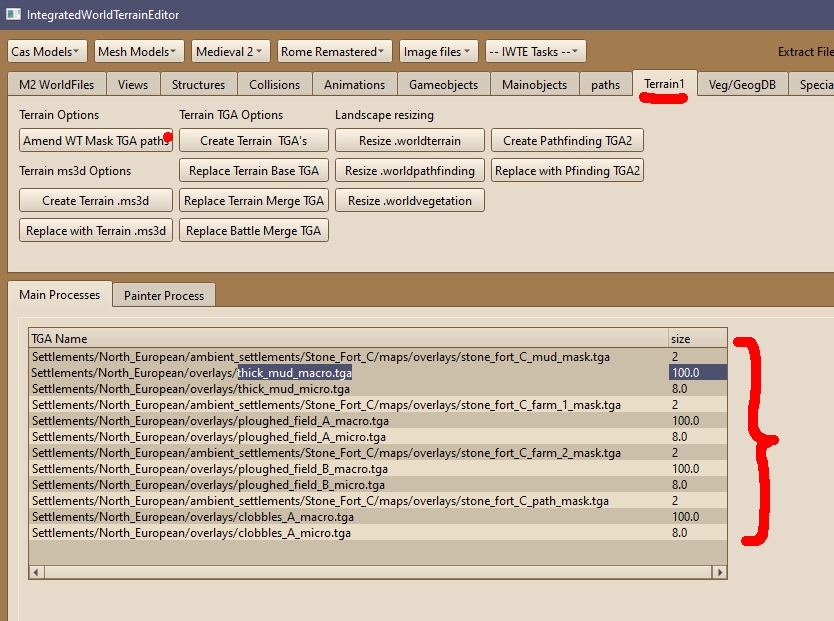 IntegratedWorldTerrainEditor
Cas Models Mesh Models Medieval 2 Rome Remastered Image files -- IWTE Tasks -- Extract File
M2 WorldFiles Views Structures Collisions Animations Gameobjects Mainobjects paths Terrain1 Veg/GeogDB Specia
Terrain Options Terrain TGA Options Landscape resizing
Amend WT Mask TGA paths Create Terrain TGA's Resize .worldterrain Create Pathfinding TGA2
Terrain ms3d Options Replace Terrain Base TGA Resize .worldpathfinding Replace with Pfinding TGA2
Create Terrain .ms3d Replace Terrain Merge TGA Resize .worldvegetation
Replace with Terrain .ms3d Replace Battle Merge TGA
Main Processes Painter Process
TGA Name size
Settlements/North_European/ambient_settlements/Stone_Fort_C/maps/overlays/stone_fort_C_mud_mask.tga 2
Settlements/North_European/overlays/thick_mud_macro.tga 100.0
Settlements/North_European/overlays/thick_mud_micro.tga 8.0
Settlements/North_European/ambient_settlements/Stone_Fort_C/maps/overlays/stone_fort_C_farm_1_mask.tga 2
Settlements/North_European/overlays/ploughed_field_A_macro.tga 100.0
Settlements/North_European/overlays/ploughed_field_A_micro.tga 8.0
Settlements/North_European/ambient_settlements/Stone_Fort_C/maps/overlays/stone_fort_C_farm_2_mask.tga 2
Settlements/North_European/overlays/ploughed_field_B_macro.tga 100.0
Settlements/North_European/overlays/ploughed_field_B_micro.tga 8.0
Settlements/North_European/ambient_settlements/Stone_Fort_C/maps/overlays/stone_fort_C_path_mask.tga 2
Settlements/North_European/overlays/clobbles_A_macro.tga 100.0
Settlements/North_European/overlays/clobbles_A_micro.tga 8.0